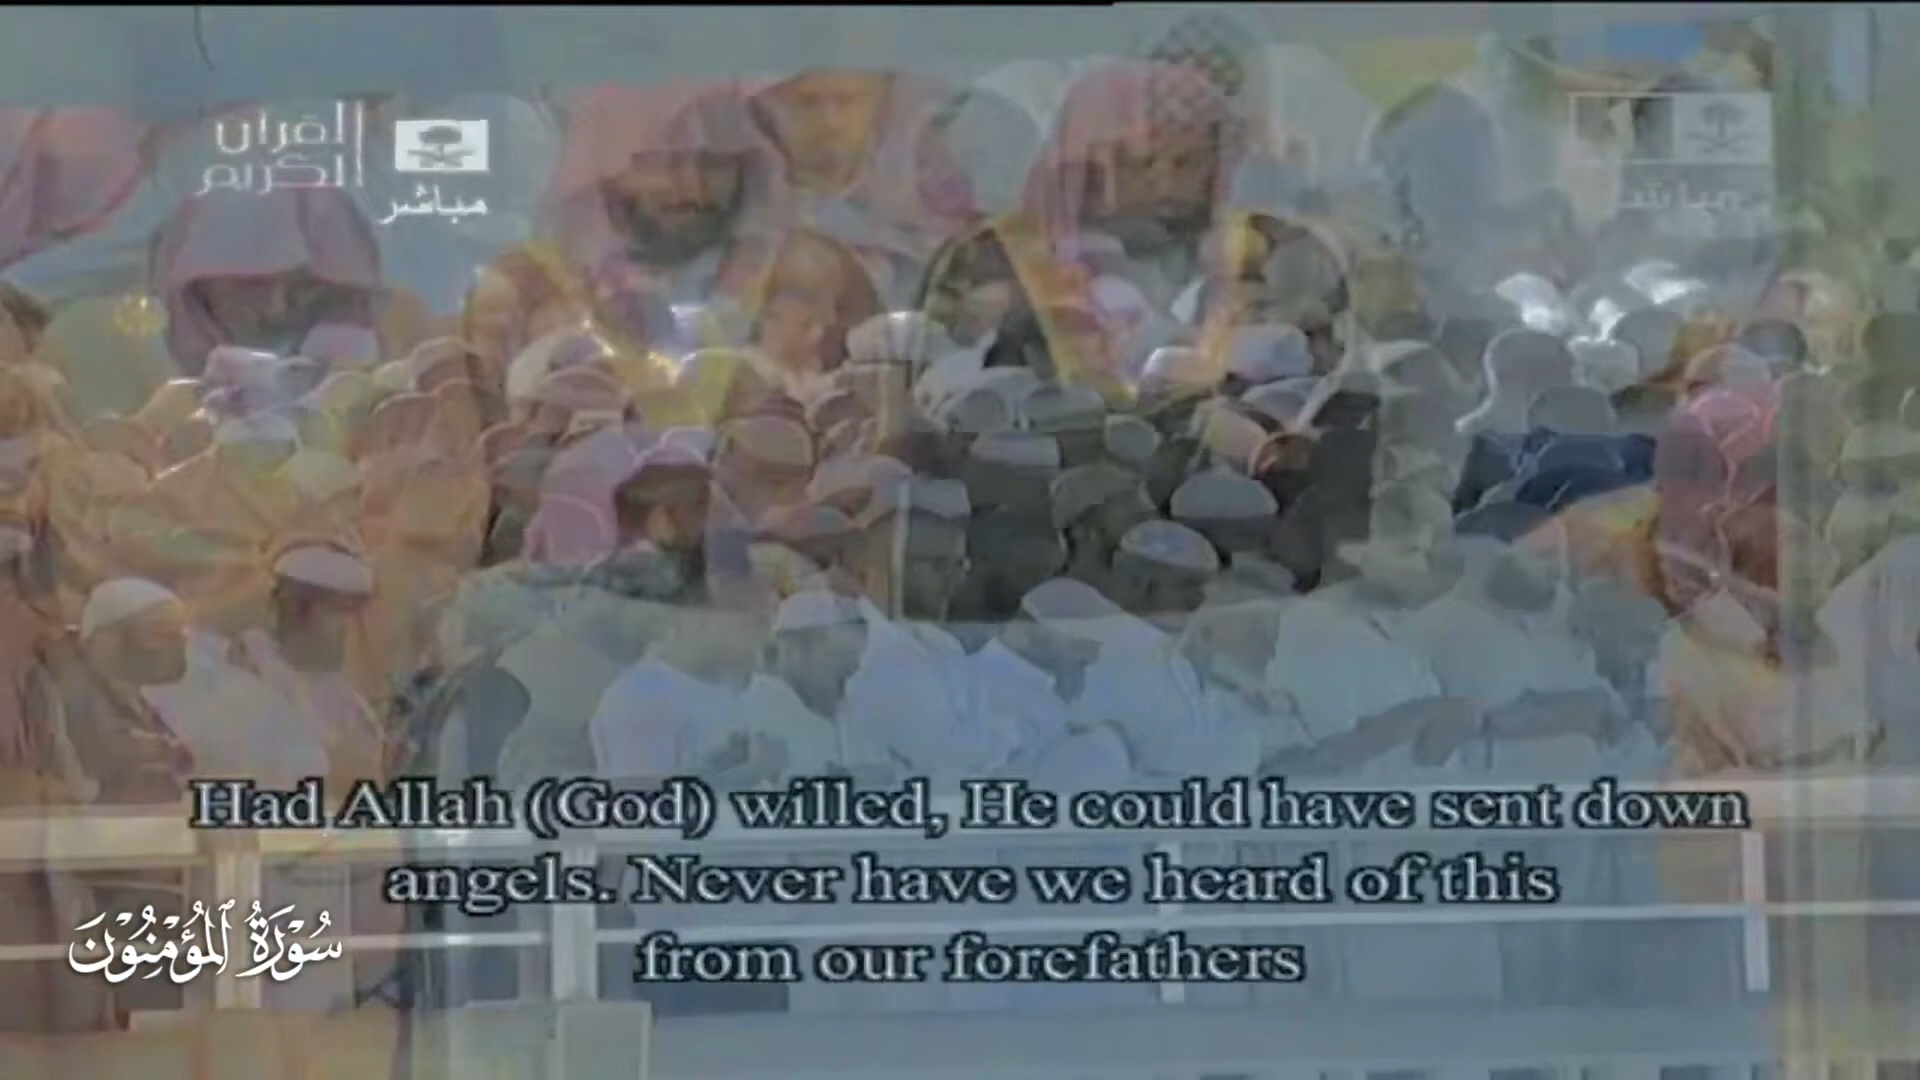 القرآن
الكريم
مباشر
مباشر
Had Allah (God) willed, He could have sent down
angels. Never have we heard of this
from our forefathers
سُورَةُ ٱلْمُؤْمِنُونَ